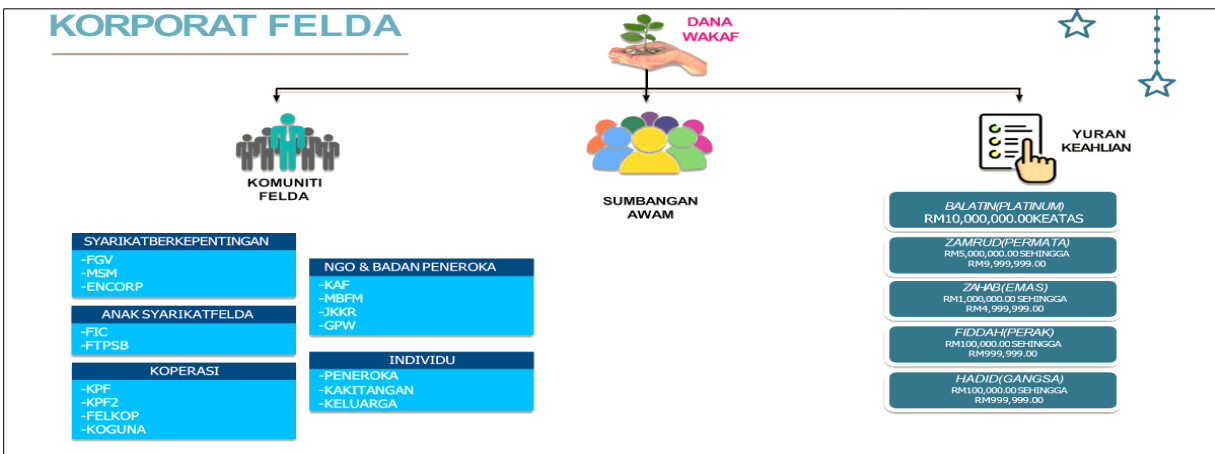 KORPORAT FELDA
DANA
WAKAF
KOMUNITI
FELDA
SUMBANGAN
AWAM
YURAN
KEAHLIAN
SYARIKATBERKEPENTINGAN
-FGV
-MSM
-ENCORP
ANAK SYARIKATFELDA
-FIC
-FTPSB
KOPERASI
-KPF
-KPF2
-FELKOP
-KOGUNA
NGO & BADAN PENEROKA
-KAF
-MBFM
-JKKR
-GPW
INDIVIDU
-PENEROKA
-KAKITANGAN
-KELUARGA
BALATIN(PLATINUM)
RM10,000,000.00KEATAS
ZAMRUD(PERMATA)
RM5,000,000.00 SEHINGGA
RM9,999,999.00
ZAHAB(EMAS)
RM1,000,000.00 SEHINGGA
RM4,999,999.00
FIDDAH(PERAK)
RM100,000.00 SEHINGGA
RM999,999.00
HADID(GANGSA)
RM100,000.00 SEHINGGA
RM999,999.00